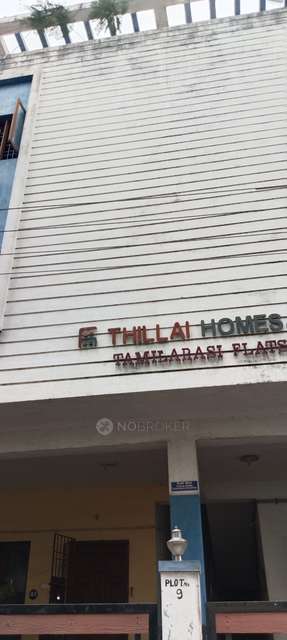 THILLAI HOMES
TAMILARASI FLATS
NOBROKER
PLOT No
9